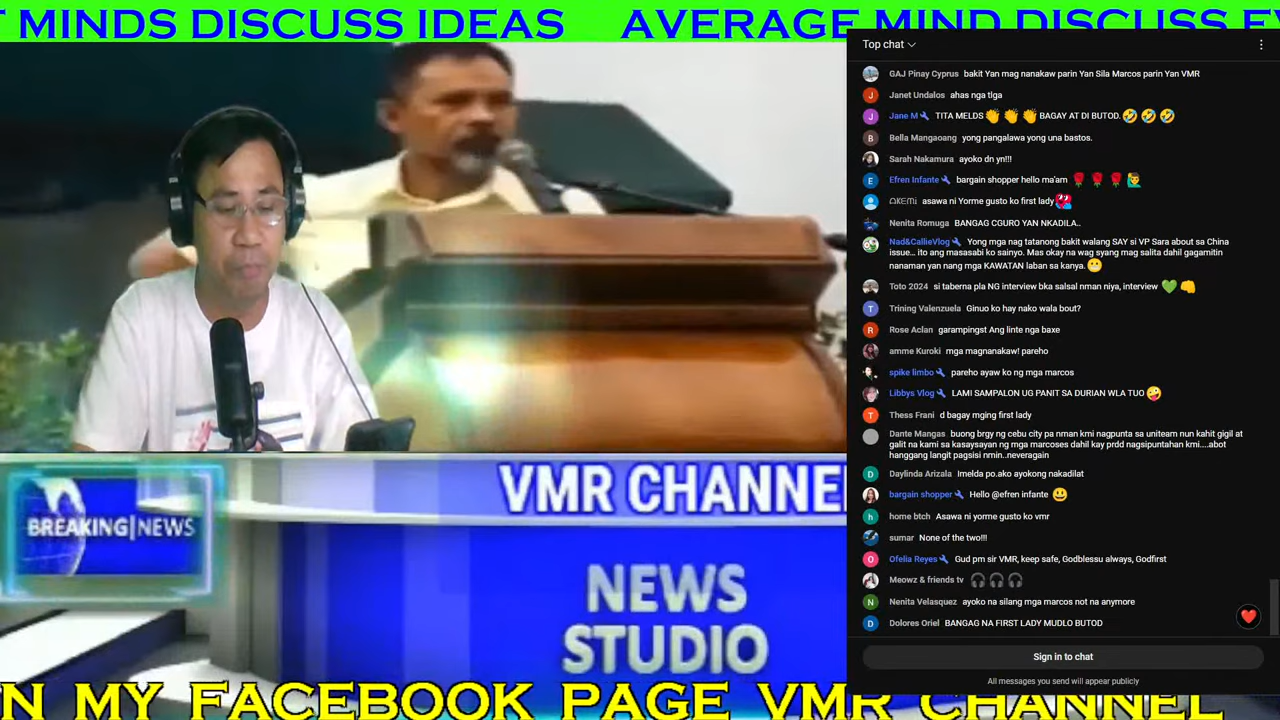 T MINDS DISCUSS IDEAS AVERAGE MIND DISCUSS EV
Top chat
GAJ Pinay Cyprus bakit Yan mag nanakaw parin Yan Sila Marcos parin Yan VMR
Janet Undalos ahas nga tlga
Jane M TITA MELDS👏👏👏 BAGAY AT DI BUTOD.🤣🤣🤣
Bella Mangaoang yong pangalawa yong una bastos.
Sarah Nakamura ayoko dn yn!!!
Efren Infante bargain shopper hello ma'am 🌹🌹🌹🙋‍♂️
ᗩKᗴᗰi asawa ni Yorme gusto ko first lady
Nenita Romuga BANGAG CGURO YAN NKADILA..
Nad&CallieVlog Yong mga nag tatanong bakit walang SAY si VP Sara about sa China
issue... ito ang masasabi ko sainyo. Mas okay na wag syang mag salita dahil gagamitin
nanaman yan nang mga KAWATAN laban sa kanya.😬
Toto 2024 si taberna pla NG interview bka salsal nman niya, interview 💚👊
Trining Valenzuela Ginuo ko hay nako wala bout?
Rose Aclan garampingst Ang linte nga baxe
amme Kuroki mga magnanakaw! pareho
spike limbo pareho ayaw ko ng mga marcos
Libbys Vlog LAMI SAMPALON UG PANIT SA DURIAN WLA TUO 🤪
Thess Frani d bagay mging first lady
Dante Mangas buong brgy ng cebu city pa nman kmi nagpunta sa uniteam nun kahit gigil at
galit na kami sa kasaysayan ng mga marcoses dahil kay prdd nagsipuntahan kmi....abot
hanggang langit pagsisi nmin..neveragain
Daylinda Arizala Imelda po.ako ayokong nakadilat
bargain shopper Hello @efren infante 😃
home btch Asawa ni yorme gusto ko vmr
sumar None of the two!!!
Ofelia Reyes Gud pm sir VMR, keep safe, Godblessu always, Godfirst
Meowz & friends tv 🎧🎧🎧
Nenita Velasquez ayoko na silang mga marcos not na anymore
Dolores Oriel BANGAG NA FIRST LADY MUDLO BUTOD
Sign in to chat
All messages you send will appear publicly
VMR CHANNE
BREAKING|NEWS
NEWS
STUDIO
N MY FACEBOOK PAGE VMR CHANNEL